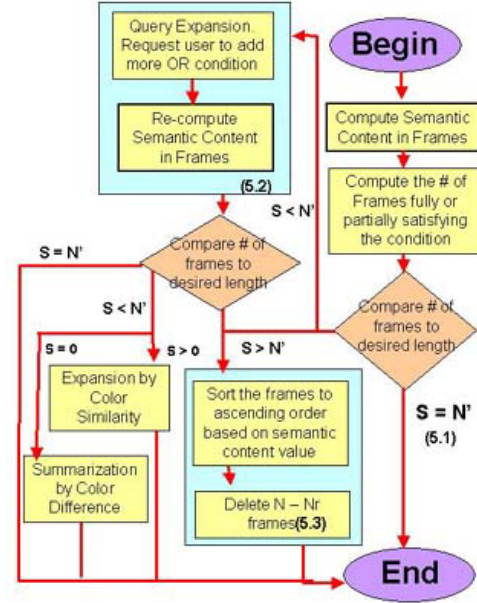 Query Expansion.
Request user to add
more OR condition
Re-compute
Semantic Content
in Frames
(5.2)
Begin
Compute Semantic
Content in Frames
Compute the # of
Frames fully or
partially satisfying
the condition
S < N'
Compare # of
frames to
desired length
S = N'
S < N'
S = 0
S > 0
S > N'
Compare # of
frames to
desired length
Expansion by
Color
Similarity
Summarization
by Color
Difference
Sort the frames to
ascending order
based on semantic
content value
Delete N – Nr
frames(5.3)
S = N'
(5.1)
End